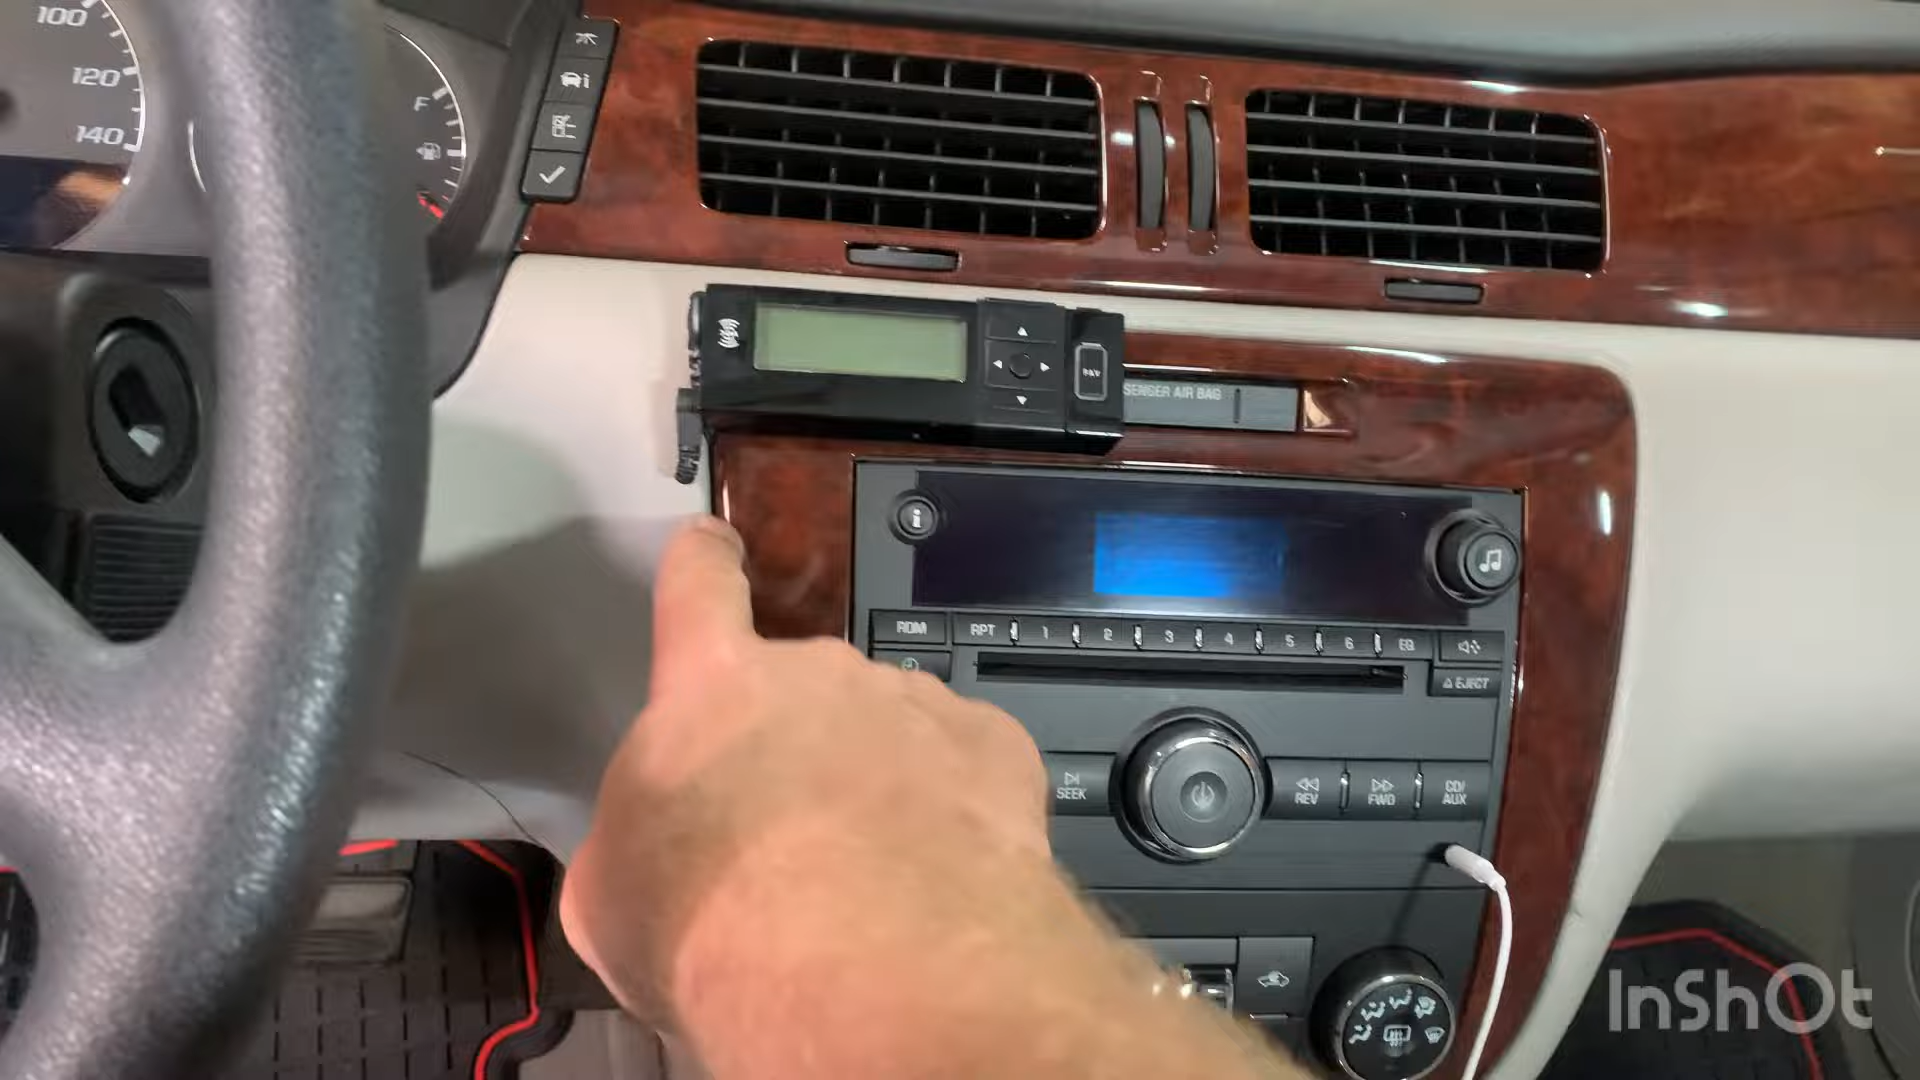 100
120
140
F
SENGER AIR BAG
i
RDM
RPT 1 2 3 4 5 6 EQ
EJECT
SEEK
REV
FWD
CD/
AUX
InShOt